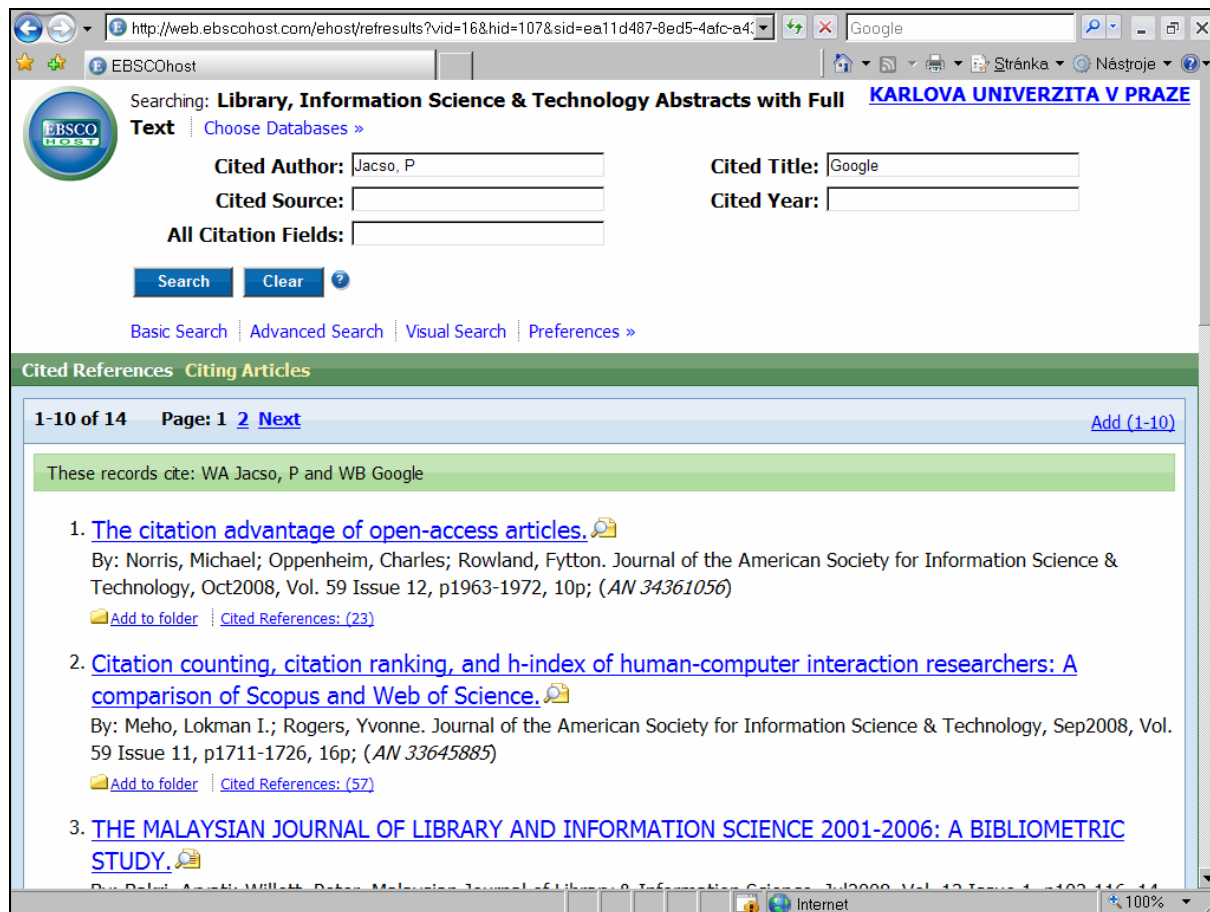 http://web.ebscohost.com/ehost/refresults?vid=16&hid=107&sid=ea11d487-8ed5-4afc-a4
Google
EBSCOhost
Stránka
Nástroje
Searching: Library, Information Science & Technology Abstracts with Full
Text
Choose Databases »
KARLOVA UNIVERZITA V PRAZE
EBSCO
HOST
Cited Author: Jacso, P
Cited Title: Google
Cited Source:
Cited Year:
All Citation Fields:
Search
Clear
?
Basic Search Advanced Search Visual Search Preferences »
Cited References Citing Articles
1-10 of 14 Page: 1 2 Next
Add (1-10)
These records cite: WA Jacso, P and WB Google
1. The citation advantage of open-access articles.
By: Norris, Michael; Oppenheim, Charles; Rowland, Fytton. Journal of the American Society for Information Science &
Technology, Oct2008, Vol. 59 Issue 12, p1963-1972, 10p; (AN 34361056)
Add to folder Cited References: (23)
2. Citation counting, citation ranking, and h-index of human-computer interaction researchers: A
comparison of Scopus and Web of Science.
By: Meho, Lokman I.; Rogers, Yvonne. Journal of the American Society for Information Science & Technology, Sep2008, Vol.
59 Issue 11, p1711-1726, 16p; (AN 33645885)
Add to folder Cited References: (57)
3. THE MALAYSIAN JOURNAL OF LIBRARY AND INFORMATION SCIENCE 2001-2006: A BIBLIOMETRIC
STUDY.
Internet
100%